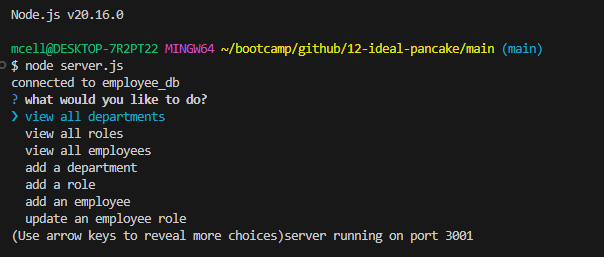 Node.js v20.16.0
mcell@DESKTOP-7R2PT22 MINGW64 ~/bootcamp/github/12-ideal-pancake/main (main)
$ node server.js
connected to employee_db
? what would you like to do?
❯ view all departments
view all roles
view all employees
add a department
add a role
add an employee
update an employee role
(Use arrow keys to reveal more choices)server running on port 3001